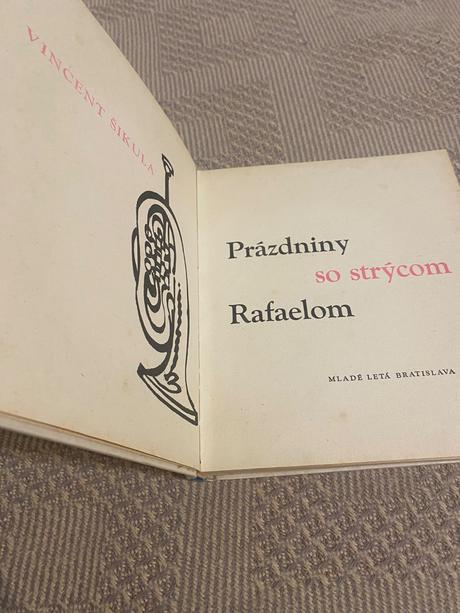 VINCENT ŠIKULA
Prázdniny
so strýcom
Rafaelom
MLADÉ LETÁ BRATISLAVA